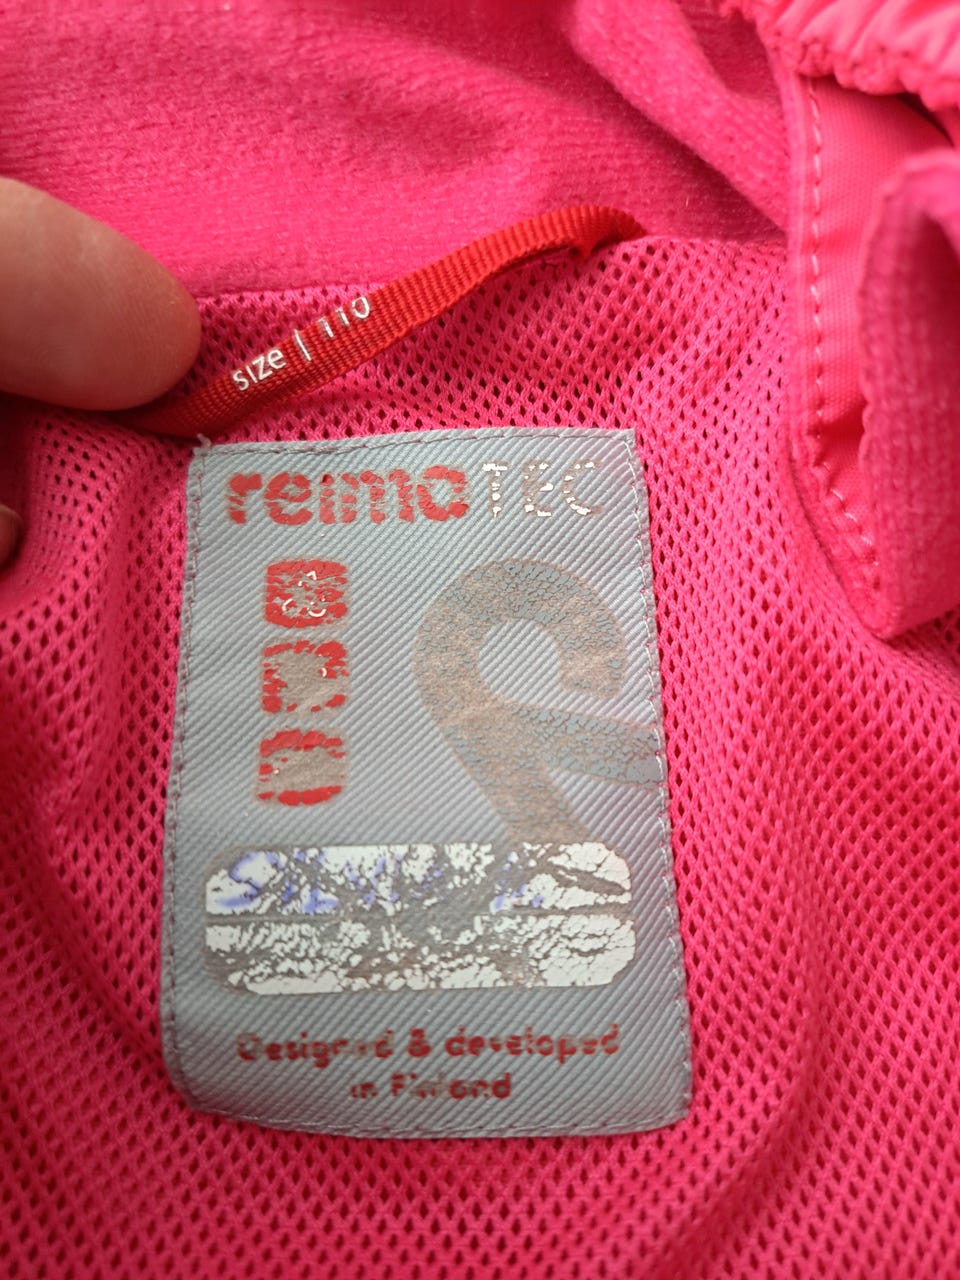 size | 110
reimaTEC
Designed & developed
in Finland